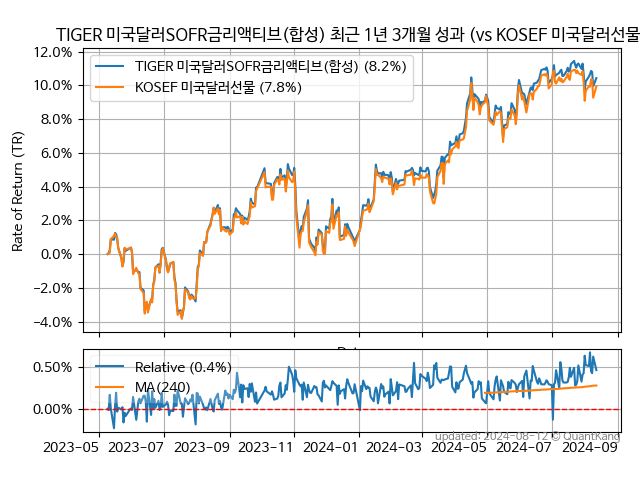 TIGER 미국달러SOFR금리액티브(합성) 최근 1년 3개월 성과 (vs KOSEF 미국달러선물
12.0%
10.0%
8.0%
6.0%
4.0%
2.0%
0.0%
−2.0%
−4.0%
Rate of Return (TR)
TIGER 미국달러SOFR금리액티브(합성) (8.2%)
KOSEF 미국달러선물 (7.8%)
0.50%
0.00%
Relative (0.4%)
MA(240)
2023-05 2023-07 2023-09 2023-11 2024-01 2024-03 2024-05 2024-07 2024-09
updated: 2024-08-12 © QuantKang